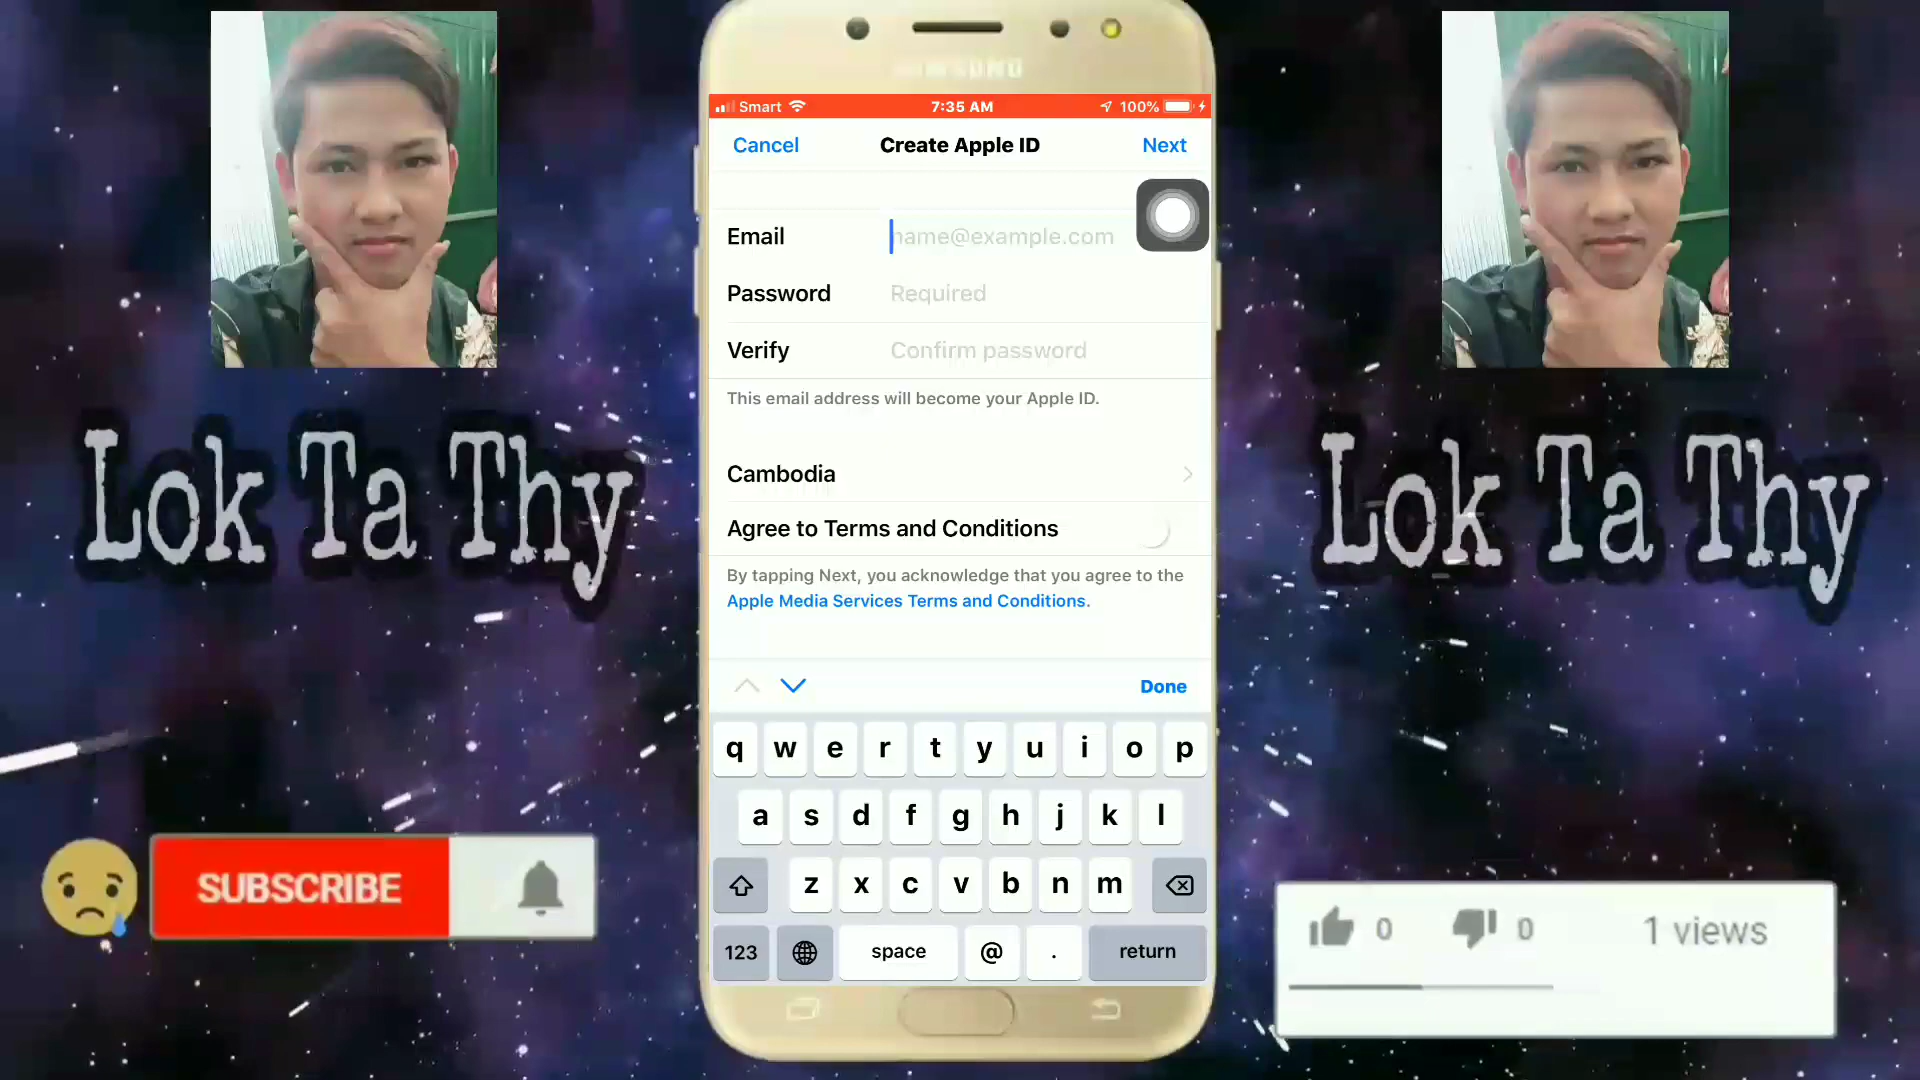 SAMSUNG
Smart 7:35 AM 100%
Cancel Create Apple ID Next
Email name@example.com
Password Required
Verify Confirm password
This email address will become your Apple ID.
Cambodia
Agree to Terms and Conditions
By tapping Next, you acknowledge that you agree to the
Apple Media Services Terms and Conditions.
Done
q w e r t y u i o p
a s d f g h j k l
z x c v b n m
123 space @ . return
Lok Ta Thy
Lok Ta Thy
SUBSCRIBE
0 0 1 views